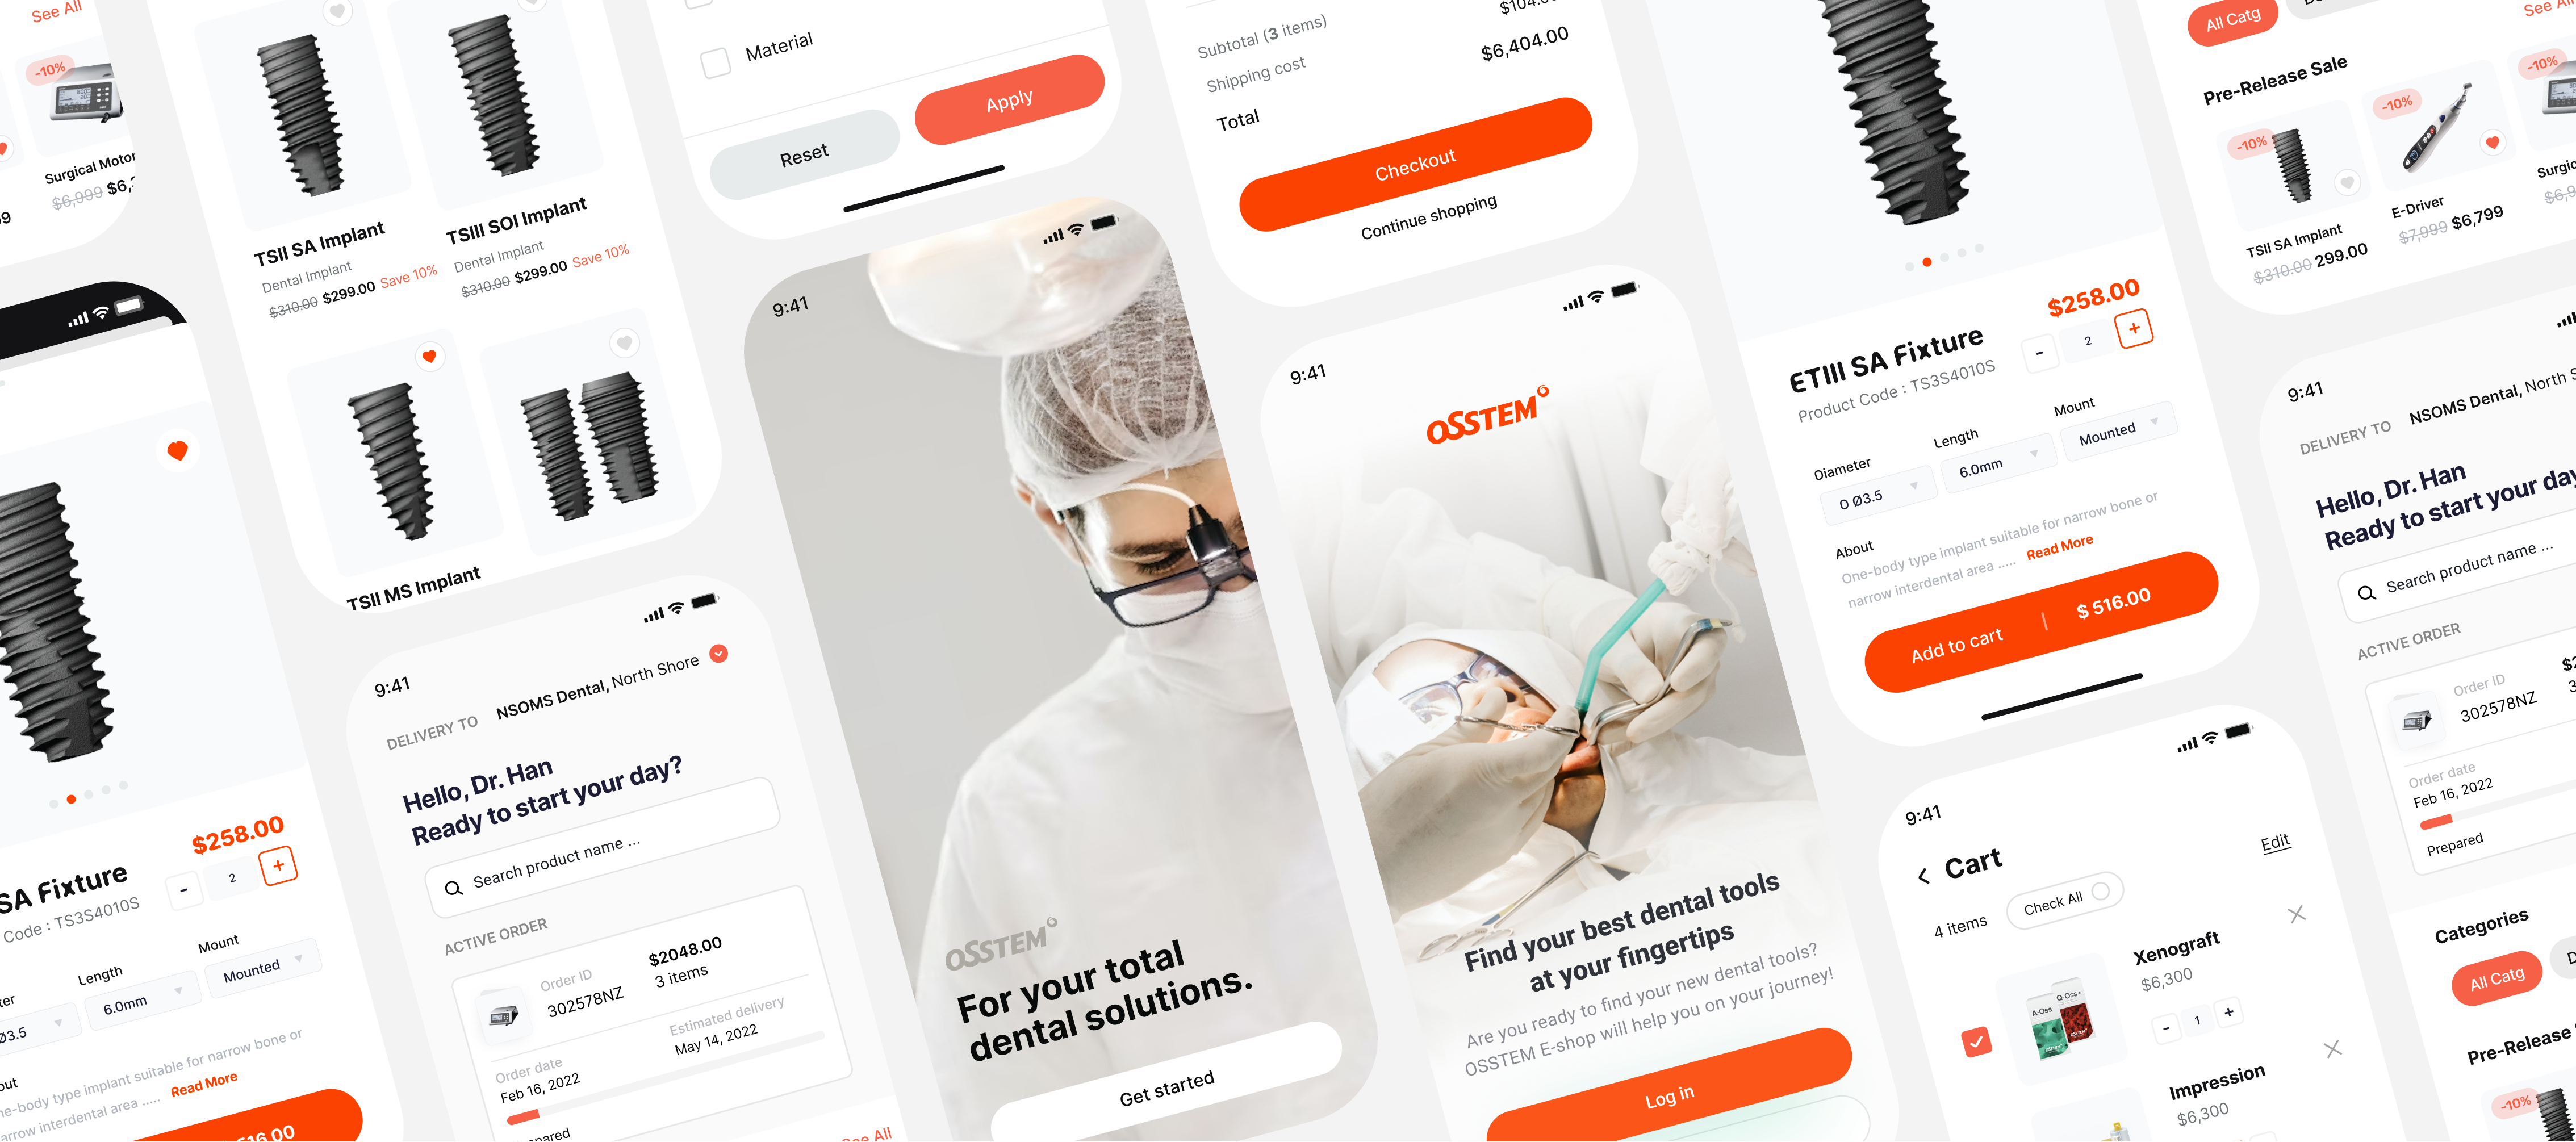 See All
-10%
Surgical Motor
$6,999
$258.00
SA Fixture
Code : TS3S4010S
- 2 +
Length
Mount
Ø3.5
6.0mm
Mounted
One-body type implant suitable for narrow bone or
narrow interdental area ..... Read More
516.00
TSII SA Implant
Dental Implant
$310.00 $299.00 Save 10%
TSIII SOI Implant
Dental Implant
$310.00 $299.00 Save 10%
TSII MS Implant
9:41
DELIVERY TO NSOMS Dental, North Shore
Hello, Dr. Han
Ready to start your day?
Search product name ...
ACTIVE ORDER
Order ID
302578NZ
$2048.00
3 items
Order date
Feb 16, 2022
Estimated delivery
May 14, 2022
See All
Material
Reset
Apply
9:41
OSSTEM
For your total
dental solutions.
Get started
$104.
Subtotal (3 items)
Shipping cost
$6,404.00
Total
Checkout
Continue shopping
9:41
OSSTEM
Find your best dental tools
at your fingertips
Are you ready to find your new dental tools?
OSSTEM E-shop will help you on your journey!
Log in
$258.00
ETIII SA Fixture
Product Code : TS3S4010S
- 2 +
Diameter
Length
Mount
0 Ø3.5
6.0mm
Mounted
About
One-body type implant suitable for narrow bone or
narrow interdental area ..... Read More
Add to cart | $ 516.00
9:41
Cart
Edit
4 items
Check All
A-Oss
Q-Oss+
Xenograft
$6,300
- 1 +
Impression
$6,300
All Catg
See All
Pre-Release Sale
-10%
TSII SA Implant
$310.00 299.00
-10%
E-Driver
$7,999 $6,799
-10%
9:41
DELIVERY TO NSOMS Dental, North
Hello, Dr. Han
Ready to start your day
Search product name ...
ACTIVE ORDER
Order ID
302578NZ
Order date
Feb 16, 2022
Prepared
Categories
All Catg
Pre-Release
-10%